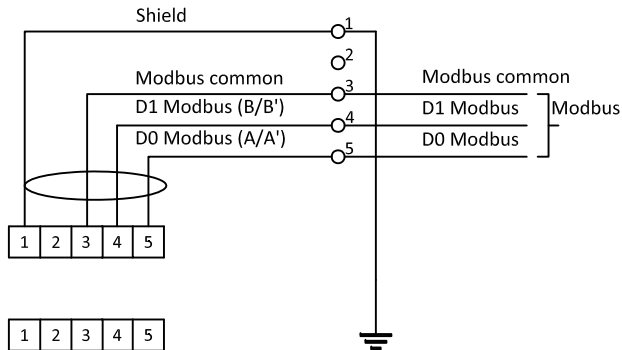 Shield
1
2
3
Modbus common
Modbus common
D1 Modbus (B/B')
4
D1 Modbus
Modbus
D0 Modbus (A/A')
5
D0 Modbus
1 2 3 4 5
1 2 3 4 5